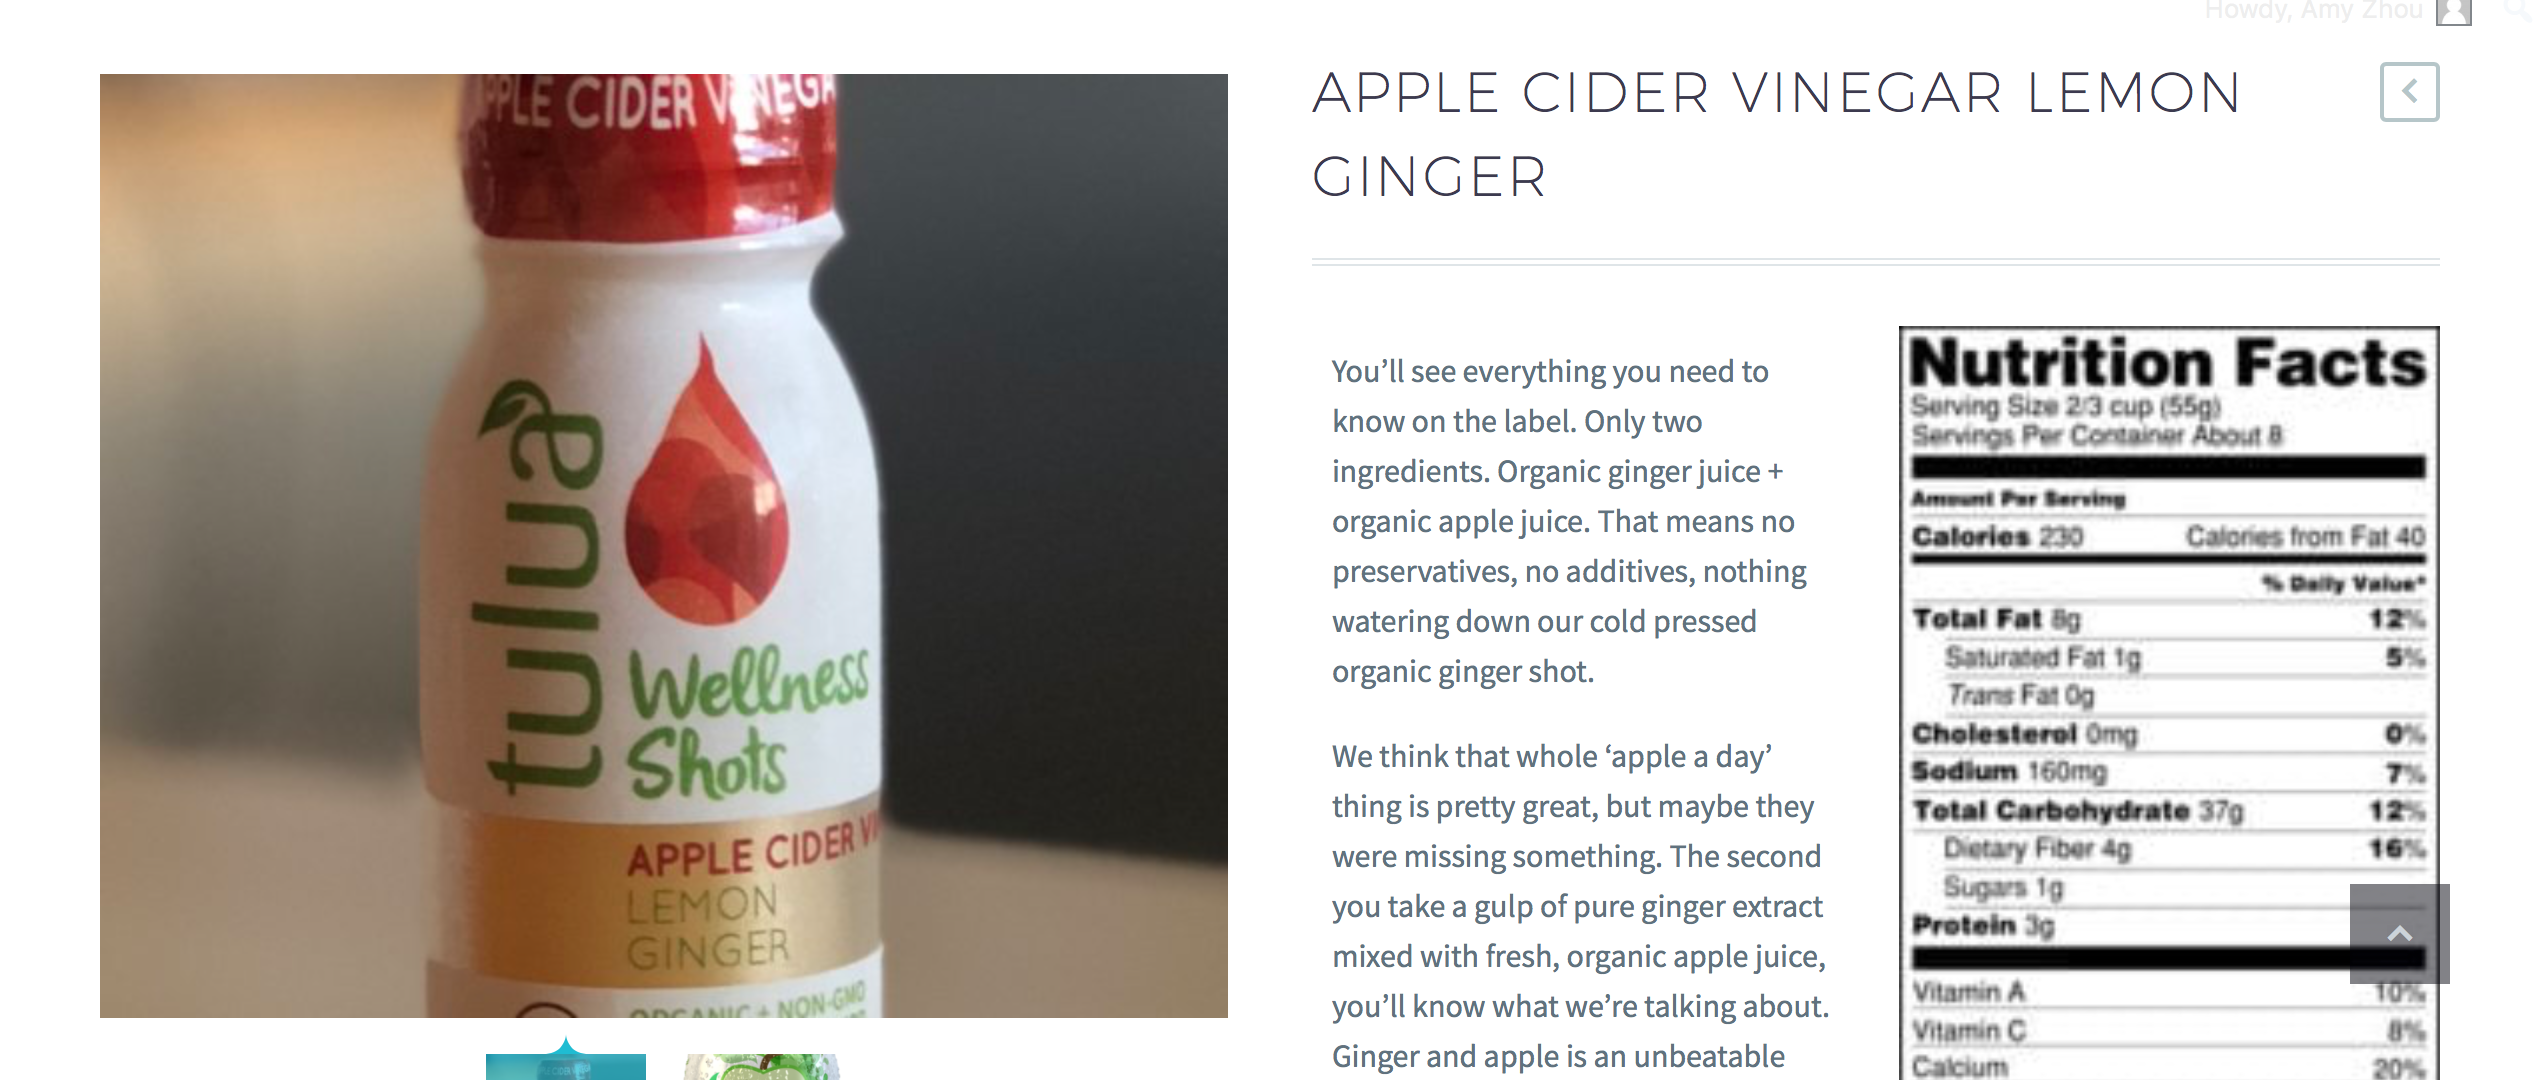 Howdy, Amy Zhou
PPLE CIDER VINEGA
tulua
Wellness
Shots
APPLE CIDER VI
LEMON
GINGER
ORGANIC + NON-GMO
APPLE CIDER VINEGAR LEMON
GINGER
You’ll see everything you need to
know on the label. Only two
ingredients. Organic ginger juice +
organic apple juice. That means no
preservatives, no additives, nothing
watering down our cold pressed
organic ginger shot.
We think that whole ‘apple a day’
thing is pretty great, but maybe they
were missing something. The second
you take a gulp of pure ginger extract
mixed with fresh, organic apple juice,
you’ll know what we’re talking about.
Ginger and apple is an unbeatable
Nutrition Facts
Serving Size 2/3 cup (55g)
Servings Per Container About 8
Amount Per Serving
Calories 230 Calories from Fat 40
% Daily Value*
Total Fat 8g 12%
Saturated Fat 1g 5%
Trans Fat 0g
Cholesterol 0mg 0%
Sodium 160mg 7%
Total Carbohydrate 37g 12%
Dietary Fiber 4g 16%
Sugars 1g
Protein 3g
Vitamin A 10%
Vitamin C 8%
Calcium 20%